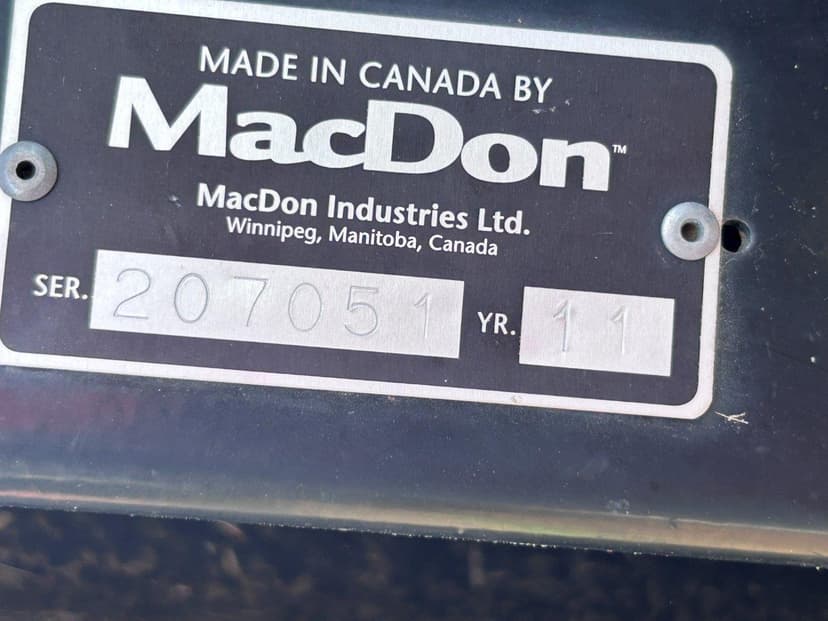 MADE IN CANADA BY
MacDon™
MacDon Industries Ltd.
Winnipeg, Manitoba, Canada
SER. 207051 YR. 11